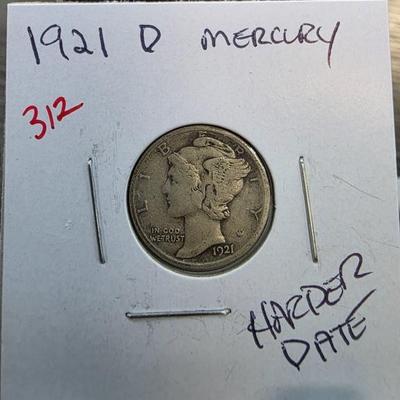 1921 D MERCURY
312
LIBERTY
IN GOD
WE TRUST
1921
HARDER
DATE